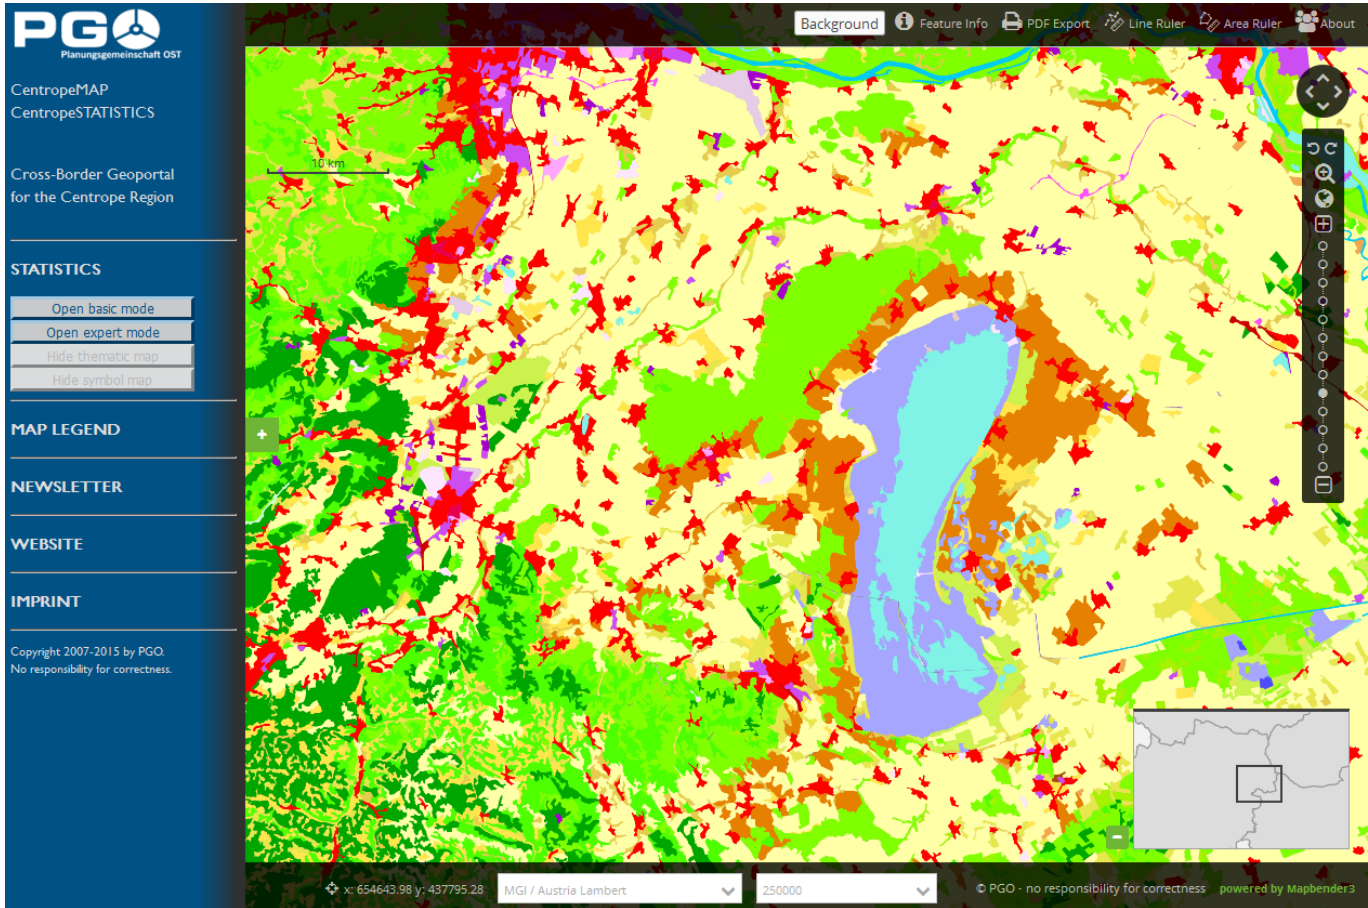 PGO
Planungsgemeinschaft OST
CentropeMAP
CentropeSTATISTICS
Cross-Border Geoportal
for the Centrope Region
STATISTICS
Open basic mode
Open expert mode
Hide thematic map
Hide symbol map
MAP LEGEND
NEWSLETTER
WEBSITE
IMPRINT
Copyright 2007-2015 by PGO.
No responsibility for correctness.
Background Feature Info PDF Export Line Ruler Area Ruler About
10 km
x: 654643.98 y: 437795.28 MGI / Austria Lambert 250000 © PGO - no responsibility for correctness powered by Mapbender3